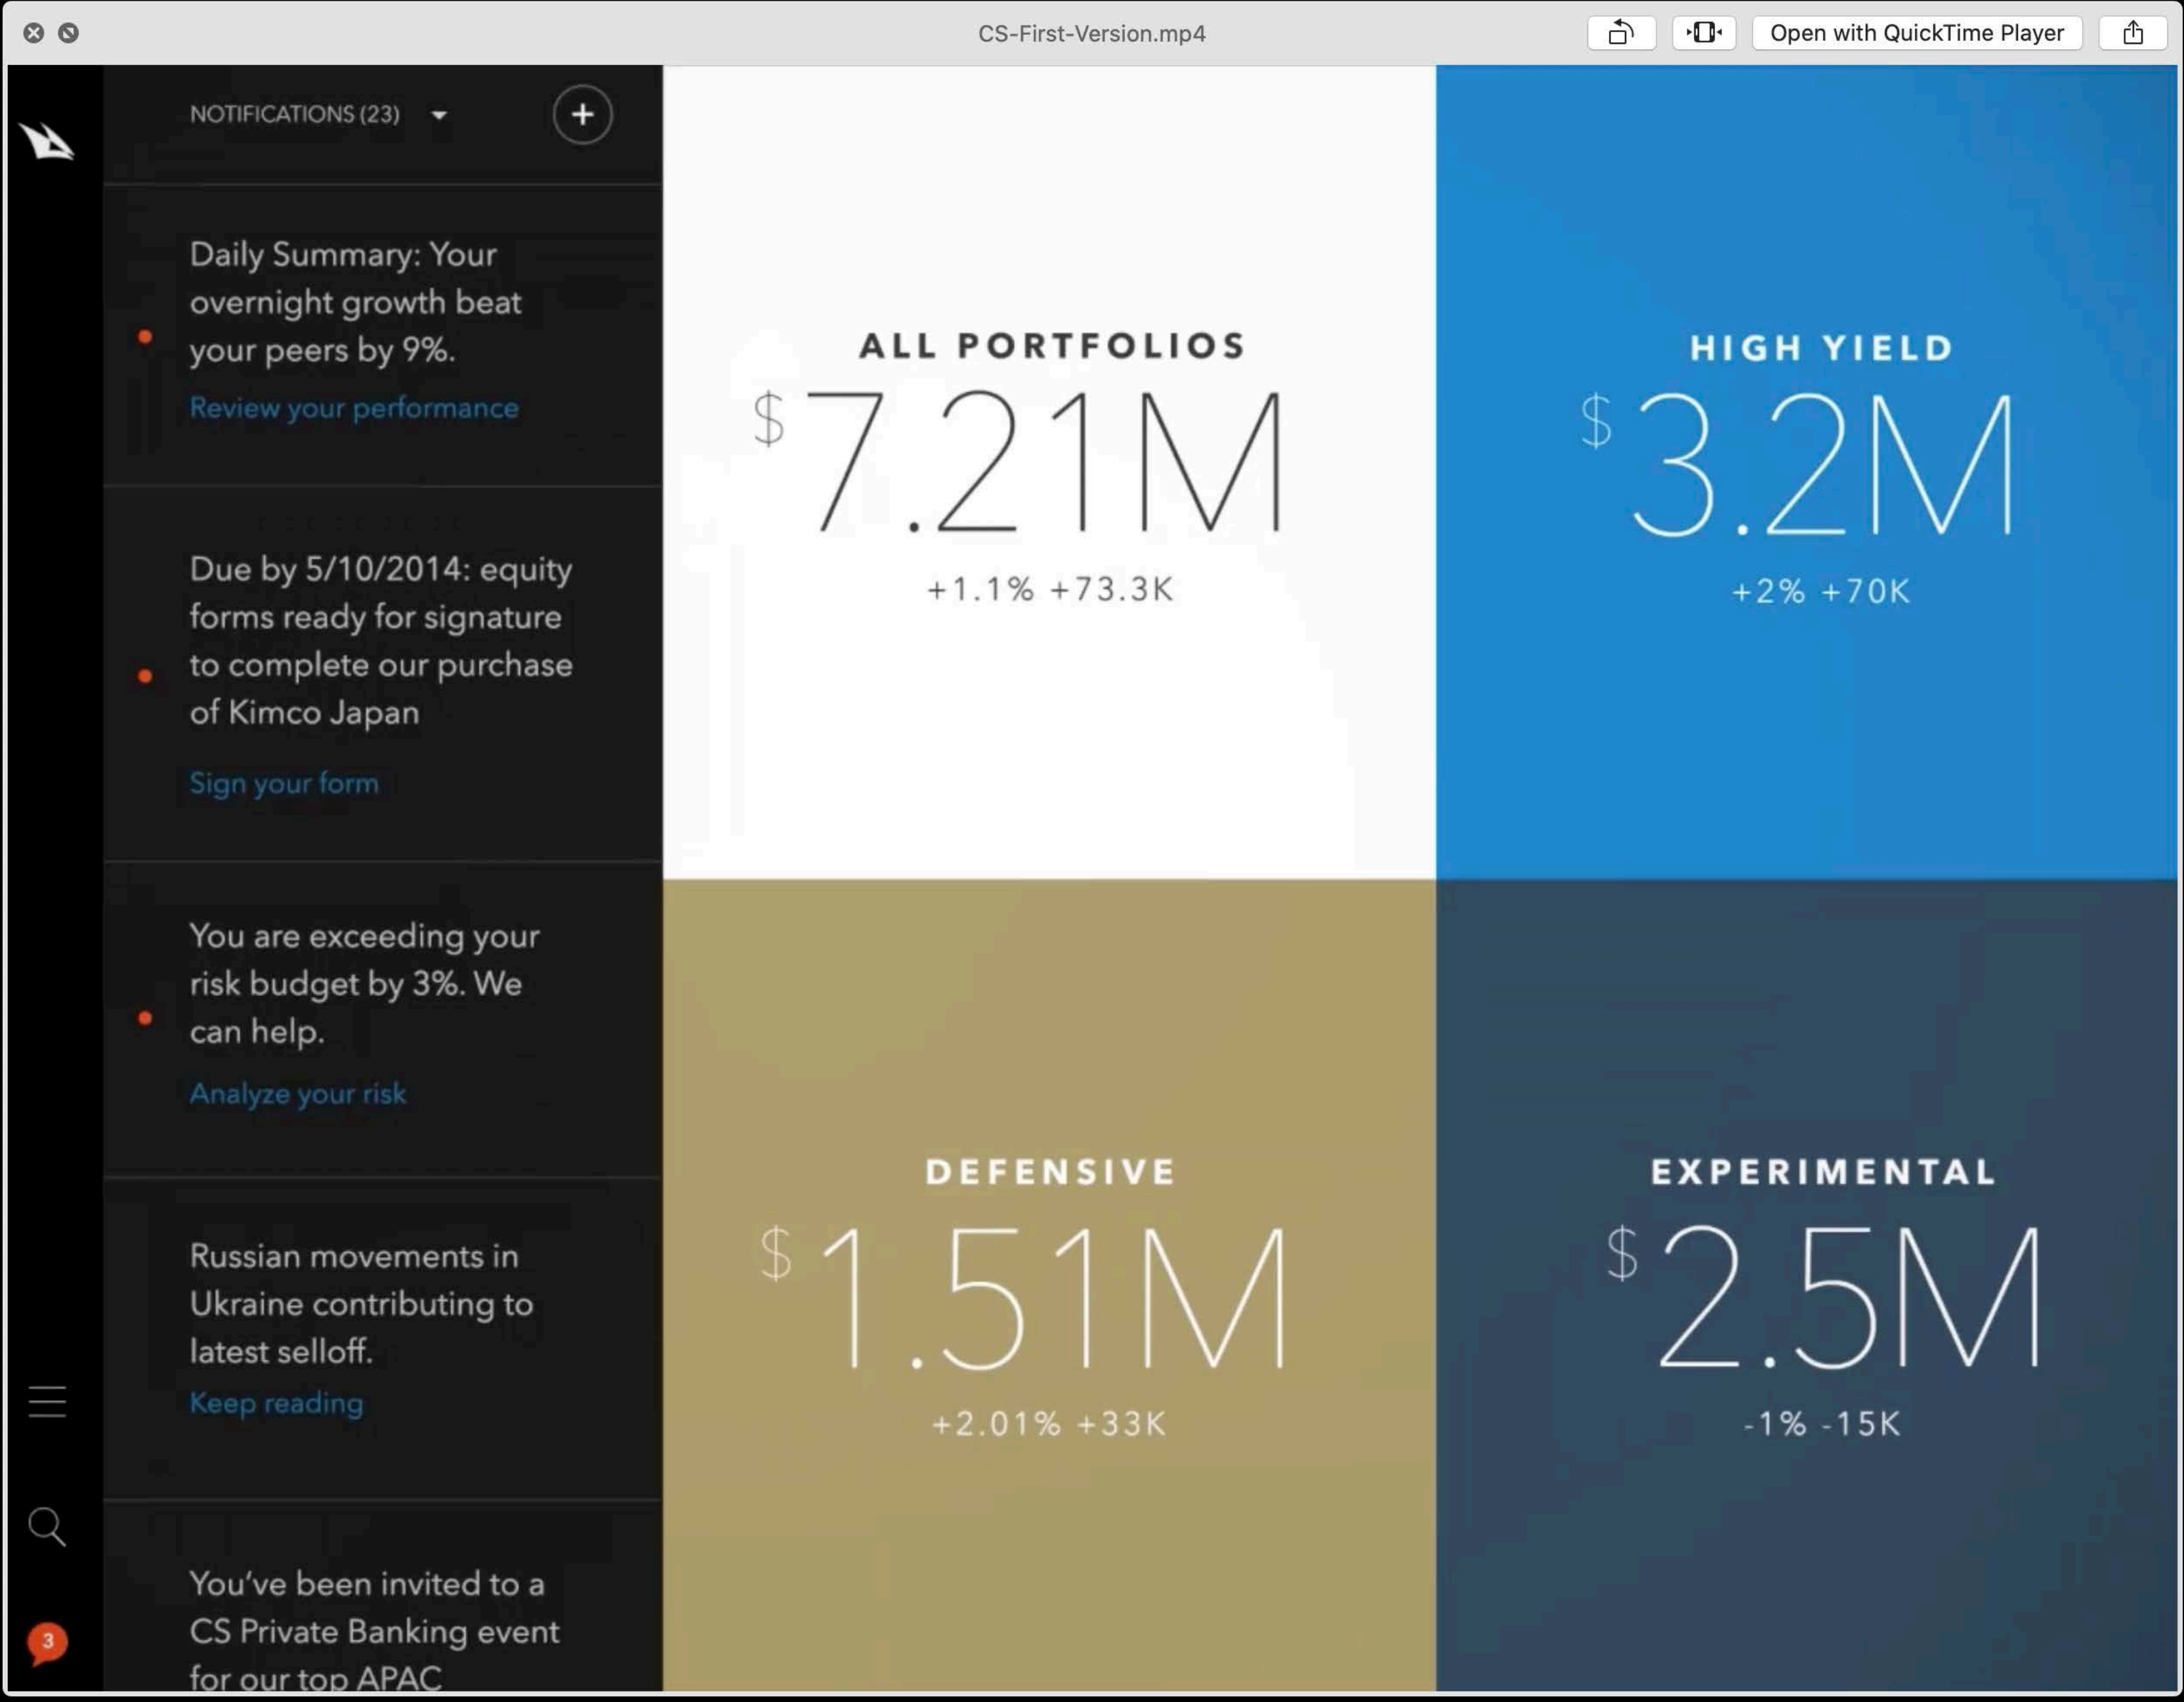 CS-First-Version.mp4
Open with QuickTime Player
NOTIFICATIONS (23)
Daily Summary: Your
overnight growth beat
your peers by 9%.
Review your performance
Due by 5/10/2014: equity
forms ready for signature
to complete our purchase
of Kimco Japan
Sign your form
You are exceeding your
risk budget by 3%. We
can help.
Analyze your risk
Russian movements in
Ukraine contributing to
latest selloff.
Keep reading
You've been invited to a
CS Private Banking event
for our top APAC
3
ALL PORTFOLIOS
$7.21M
+1.1% +73.3K
HIGH YIELD
$3.2M
+2% +70K
DEFENSIVE
$1.51M
+2.01% +33K
EXPERIMENTAL
$2.5M
-1% -15K